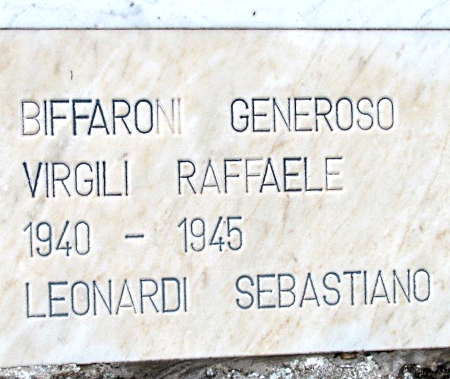 BIFFARONI GENEROSO
VIRGILI RAFFAELE
1940 – 1945
LEONARDI SEBASTIANO